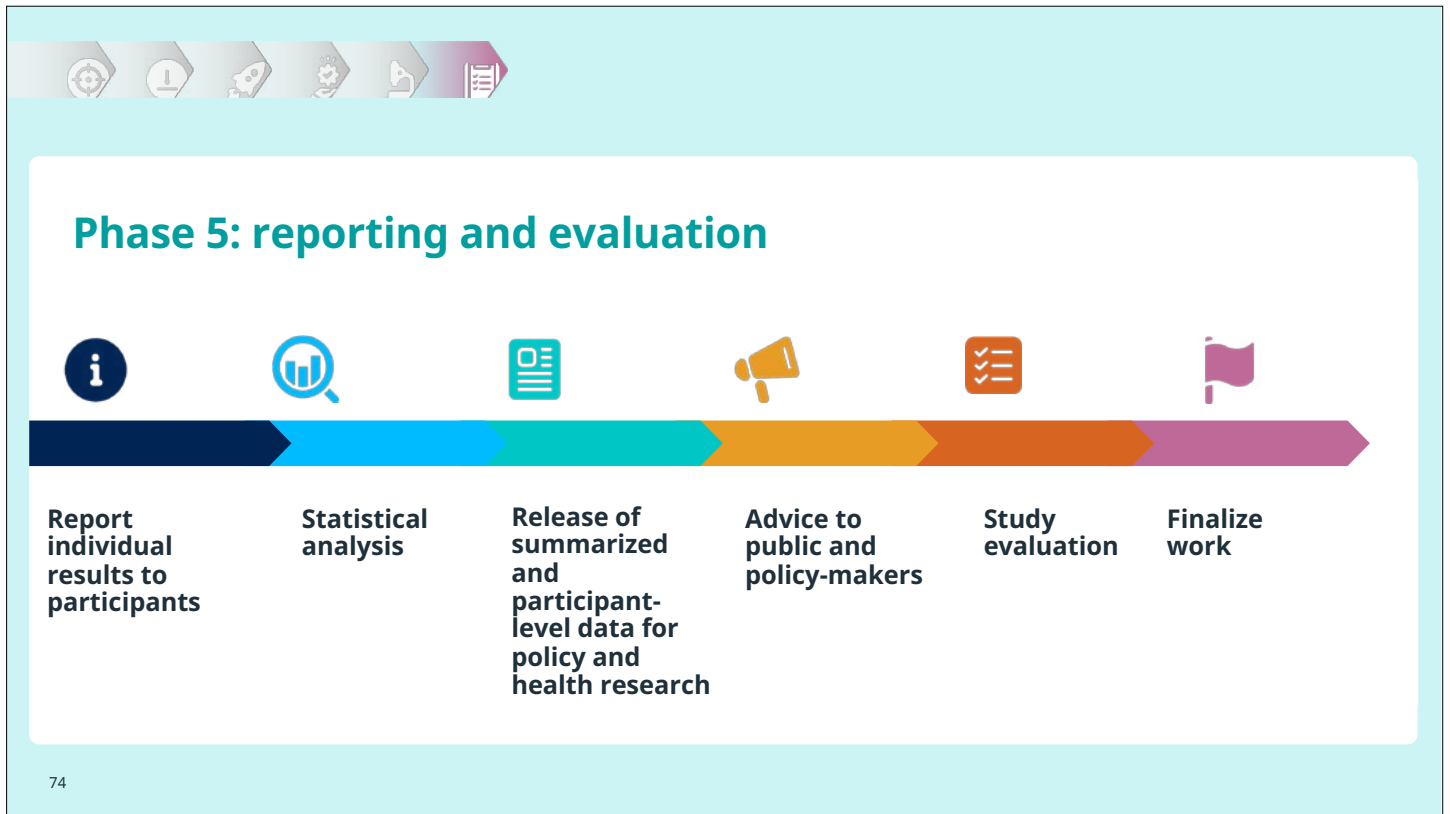 Phase 5: reporting and evaluation
Report
individual
results to
participants
Statistical
analysis
Release of
summarized
and
participant-
level data for
policy and
health research
Advice to
public and
policy-makers
Study
evaluation
Finalize
work
74